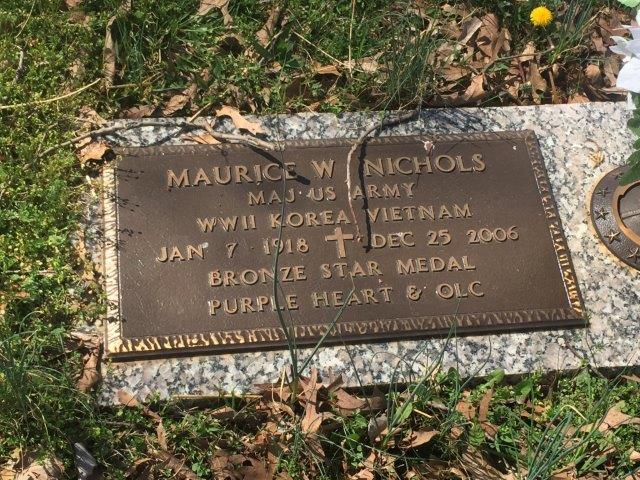 MAURICE W NICHOLS
MAJ US ARMY
WWII KOREA VIETNAM
JAN 7 1918 DEC 25 2006
BRONZE STAR MEDAL
PURPLE HEART & OLC